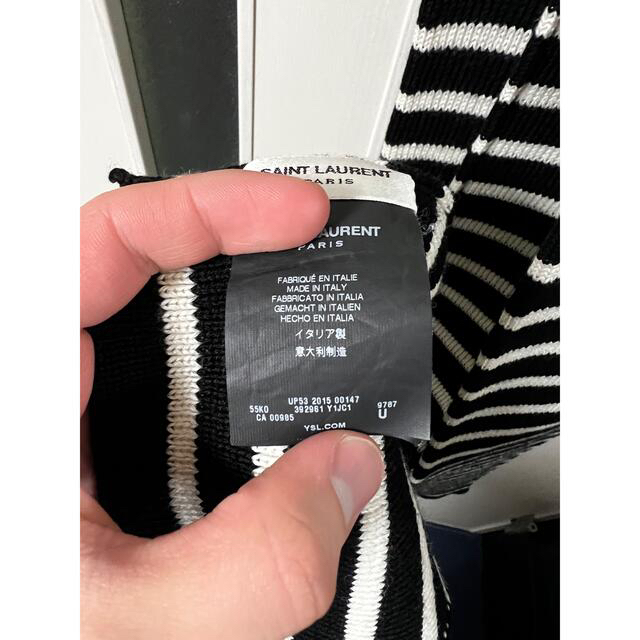 SAINT LAURENT
PARIS
LAURENT
PARIS
FABRIQUÉ EN ITALIE
MADE IN ITALY
FABBRICATO IN ITALIA
GEMACHT IN ITALIEN
HECHO EN ITALIA
イタリア製
意大利制造
UP53 2015 00147
55K0 392961 Y1JC1 9787
CA 00985 U
YSL.COM